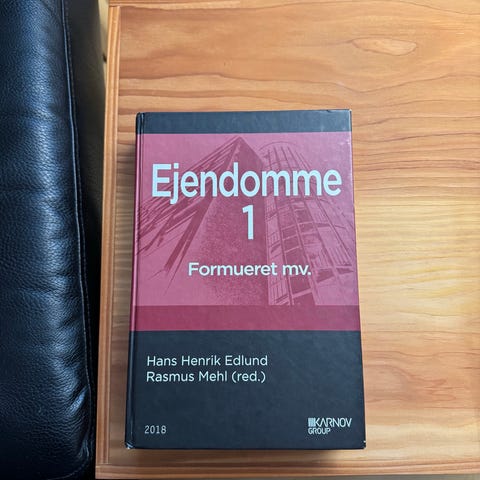 Ejendomme
1
Formueret mv.
Hans Henrik Edlund
Rasmus Mehl (red.)
2018
KARNOV
GROUP